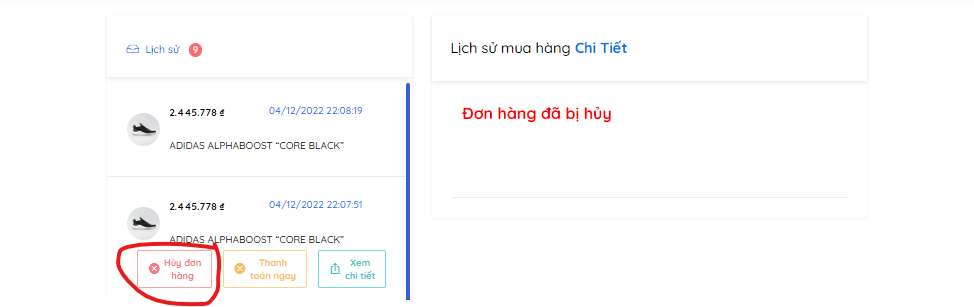 Lịch sử 9
2.445.778 ₫ 04/12/2022 22:08:19
ADIDAS ALPHABOOST “CORE BLACK”
2.445.778 ₫ 04/12/2022 22:07:51
ADIDAS ALPHABOOST “CORE BLACK”
Hủy đơn
hàng
Thanh
toán ngay
Xem
chi tiết
Lịch sử mua hàng Chi Tiết
Đơn hàng đã bị hủy